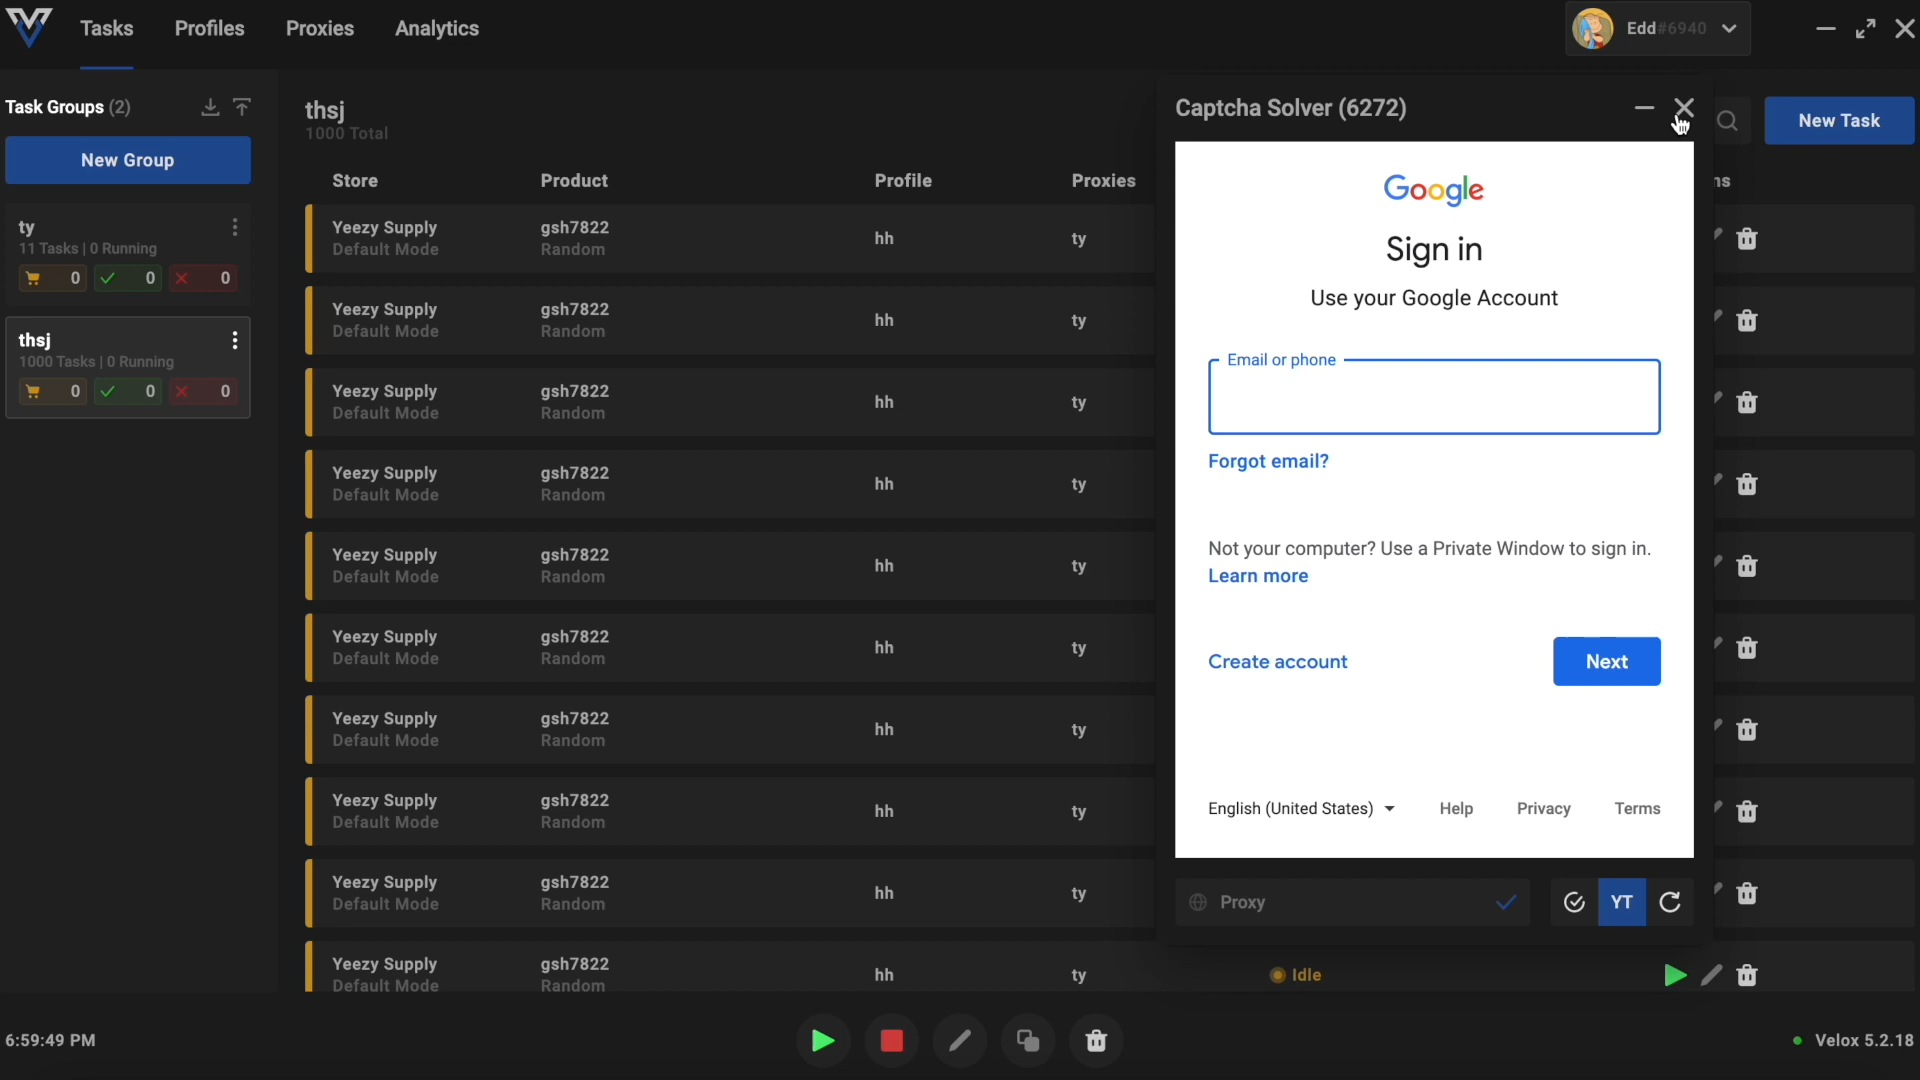 Tasks
Profiles
Proxies
Analytics
Edd#6940
Task Groups (2)
New Group
ty
11 Tasks | 0 Running
0
0
0
thsj
1000 Tasks | 0 Running
0
0
0
thsj
1000 Total
New Task
Store
Product
Profile
Proxies
ns
Yeezy Supply
Default Mode
gsh7822
Random
hh
ty
Yeezy Supply
Default Mode
gsh7822
Random
hh
ty
Yeezy Supply
Default Mode
gsh7822
Random
hh
ty
Yeezy Supply
Default Mode
gsh7822
Random
hh
ty
Yeezy Supply
Default Mode
gsh7822
Random
hh
ty
Yeezy Supply
Default Mode
gsh7822
Random
hh
ty
Yeezy Supply
Default Mode
gsh7822
Random
hh
ty
Yeezy Supply
Default Mode
gsh7822
Random
hh
ty
Yeezy Supply
Default Mode
gsh7822
Random
hh
ty
Yeezy Supply
Default Mode
gsh7822
Random
hh
ty
Idle
Captcha Solver (6272)
Google
Sign in
Use your Google Account
Email or phone
Forgot email?
Not your computer? Use a Private Window to sign in.
Learn more
Create account
Next
English (United States)
Help
Privacy
Terms
Proxy
YT
6:59:49 PM
Velox 5.2.18